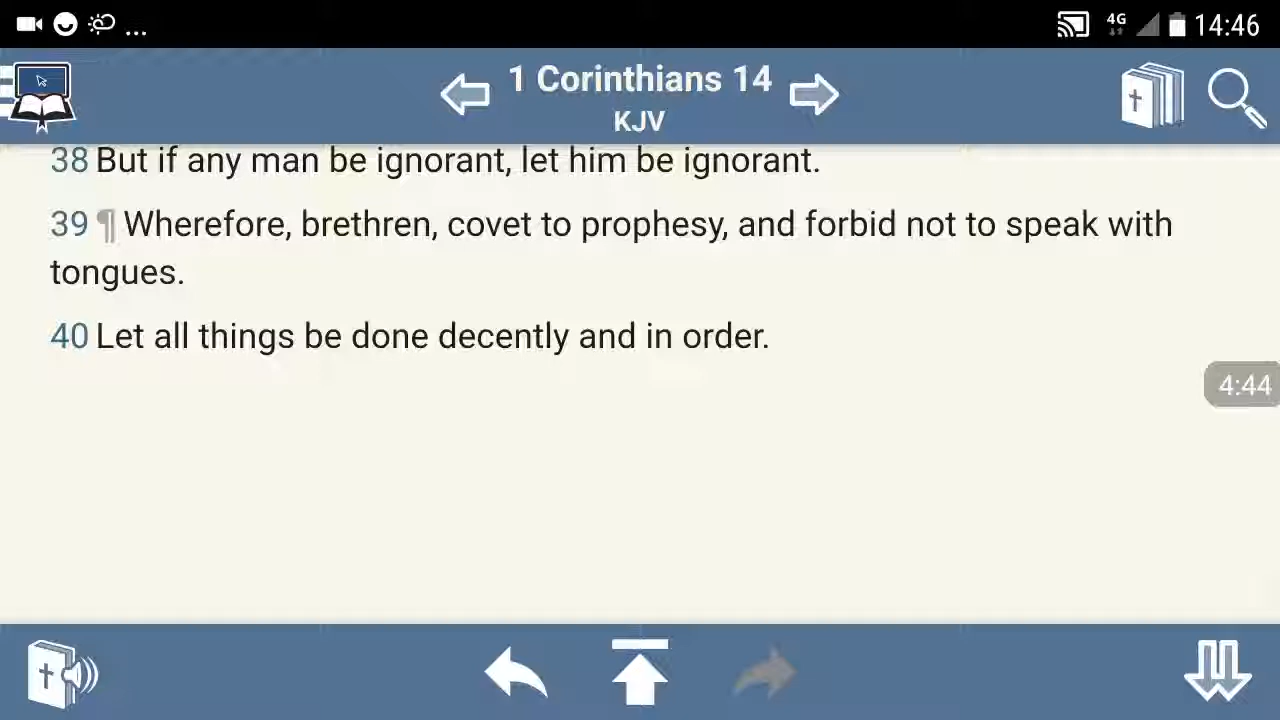 ... 4G 14:46
1 Corinthians 14
KJV
38 But if any man be ignorant, let him be ignorant.
39 ¶ Wherefore, brethren, covet to prophesy, and forbid not to speak with
tongues.
40 Let all things be done decently and in order.
4:44